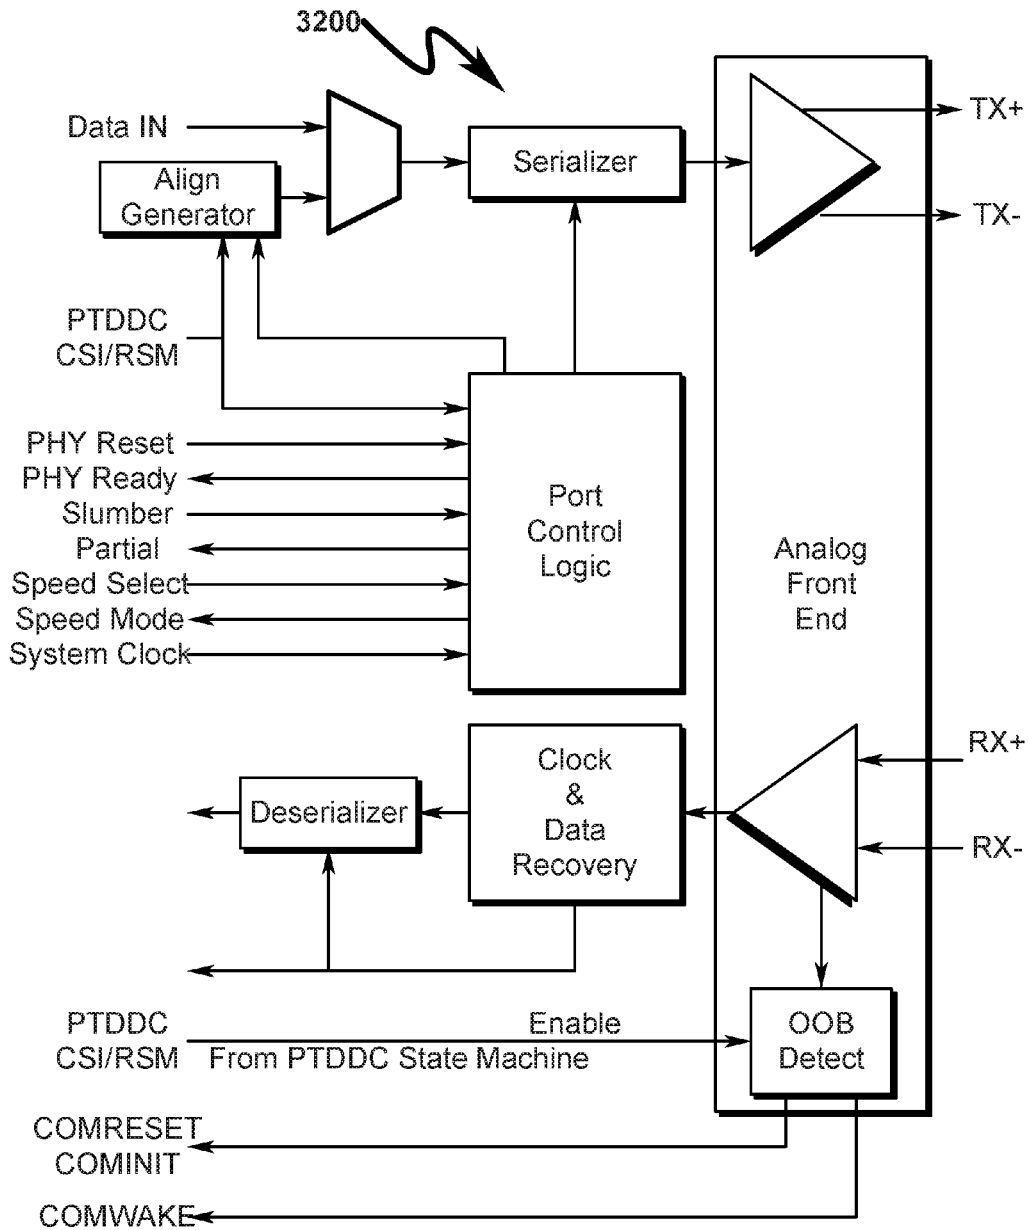 3200
Data IN
Align
Generator
Serializer
TX+
TX-
PTDDC
CSI/RSM
PHY Reset
PHY Ready
Slumber
Partial
Speed Select
Speed Mode
System Clock
Port
Control
Logic
Analog
Front
End
RX+
RX-
Clock
&
Data
Recovery
Deserializer
PTDDC
CSI/RSM
Enable
From PTDDC State Machine
OOB
Detect
COMRESET
COMINIT
COMWAKE